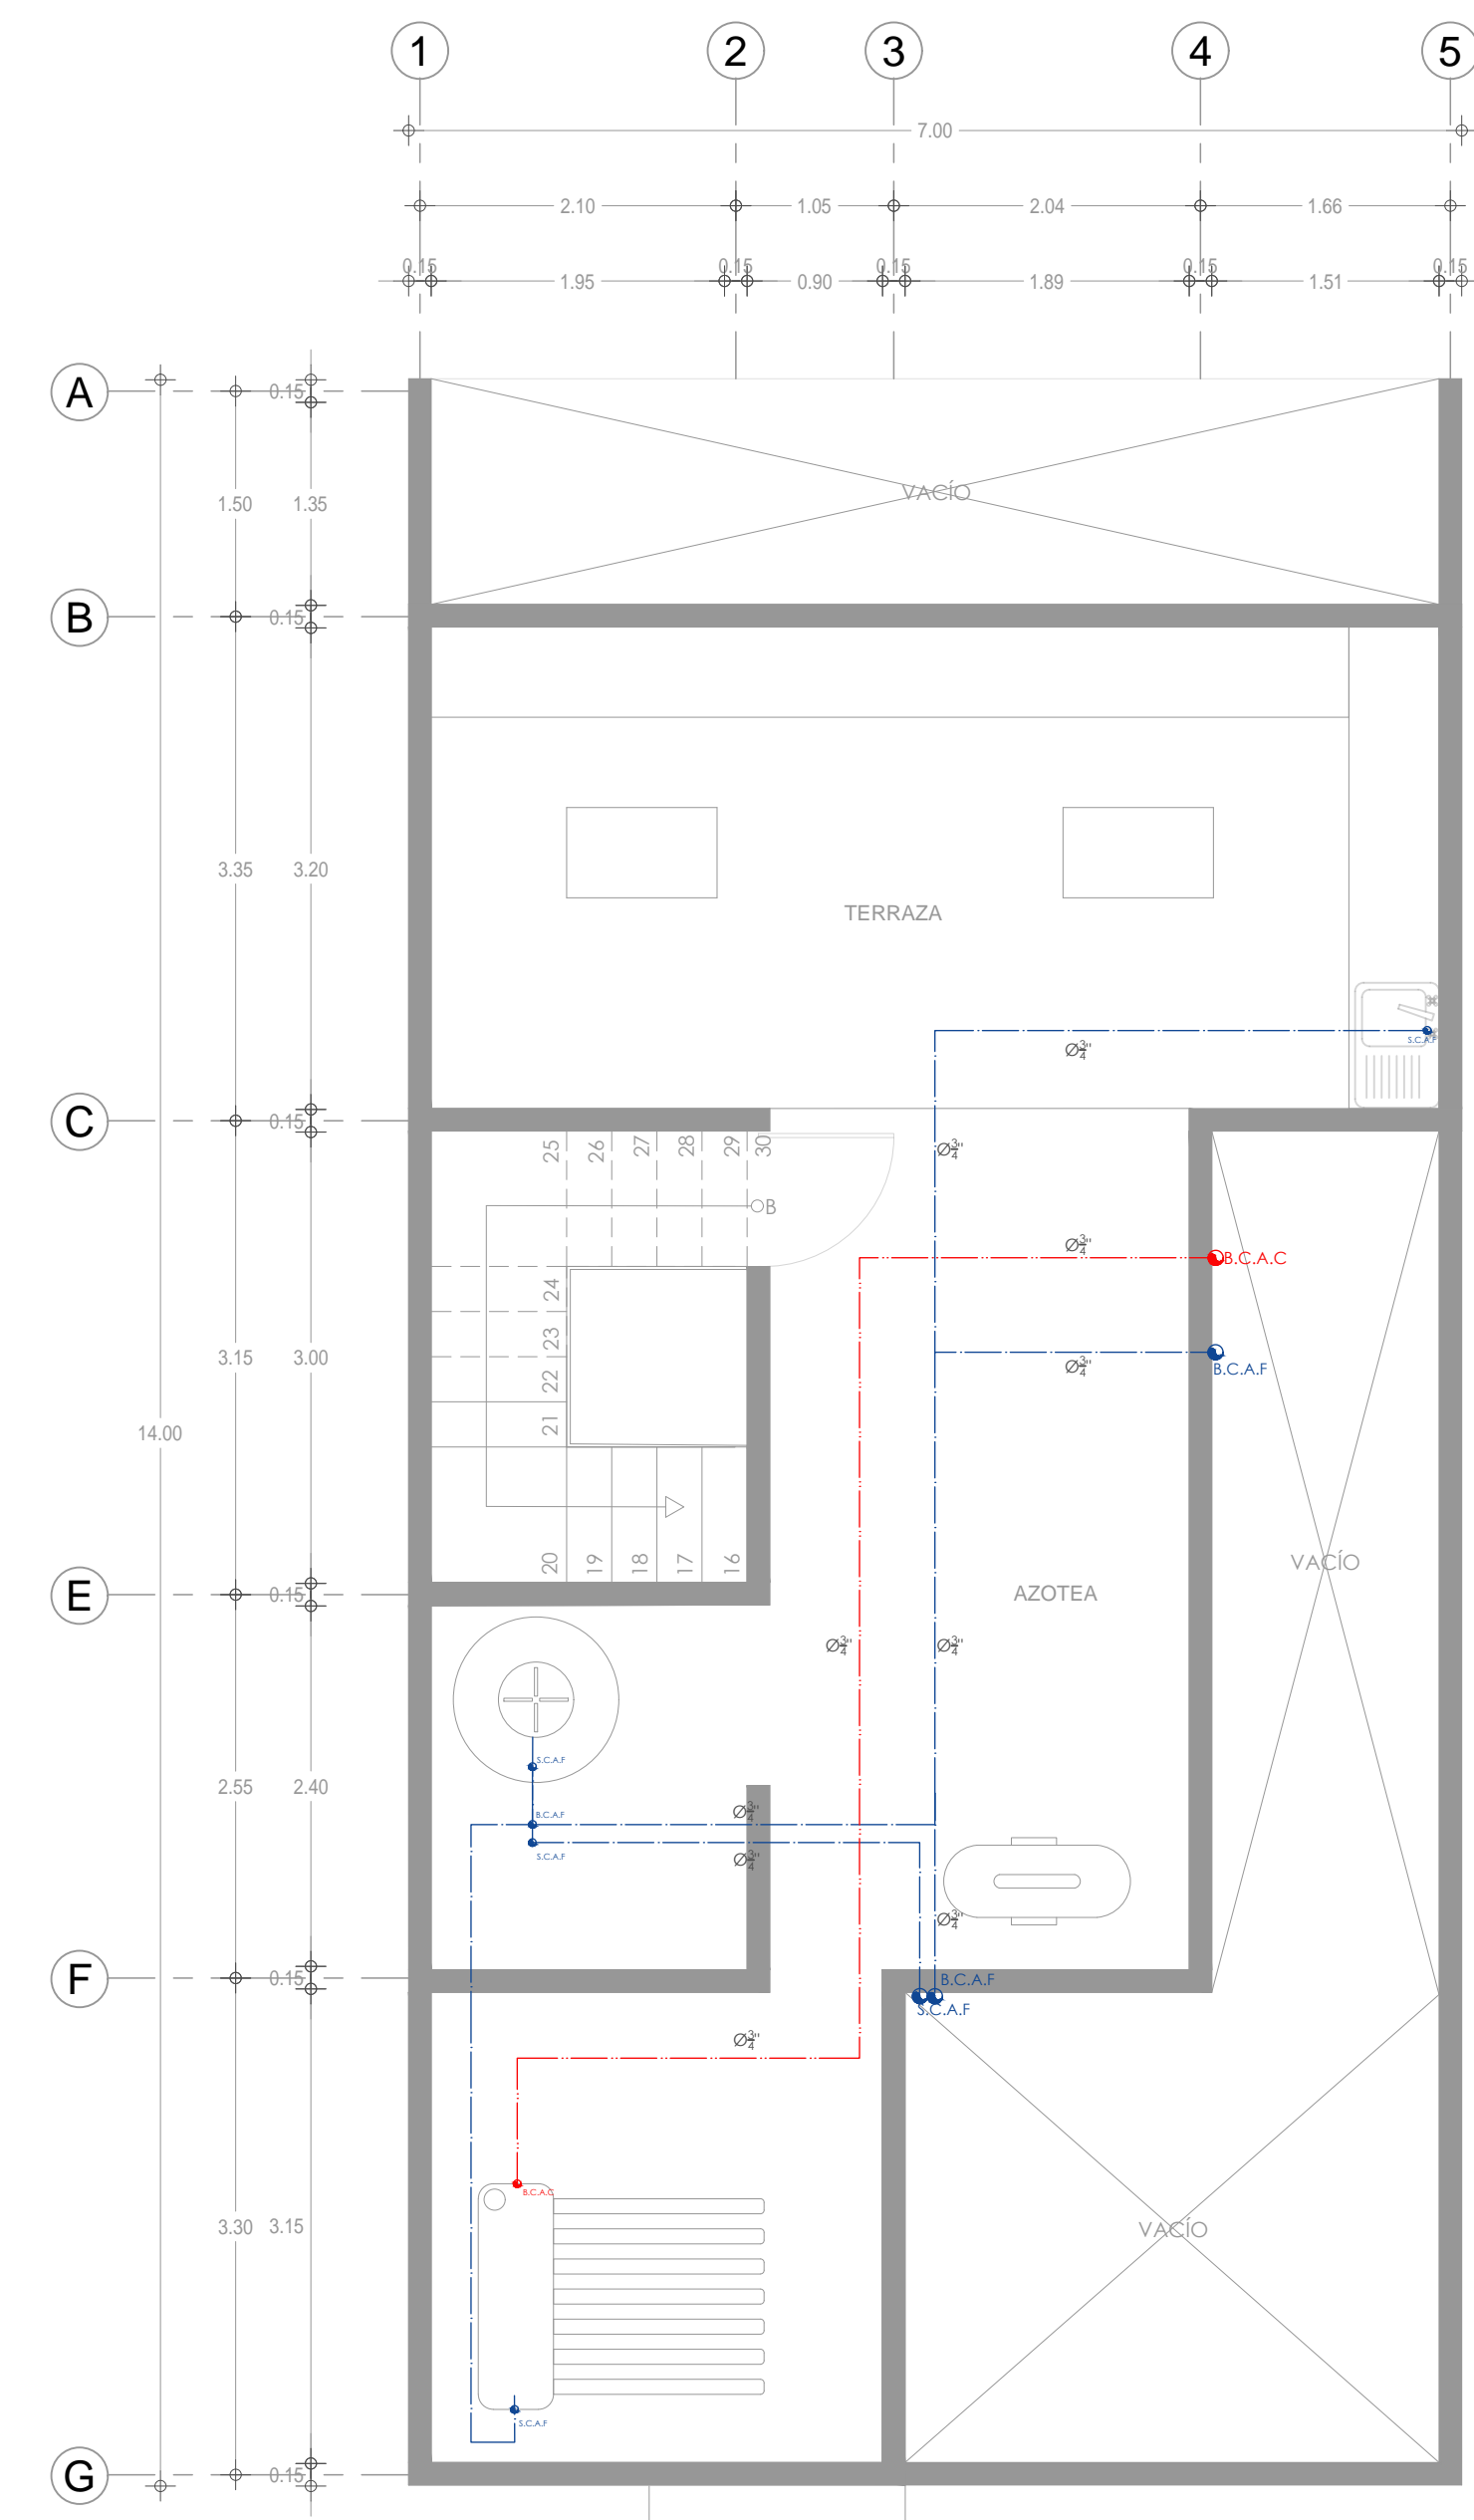 1 2 3 4 5
7.00
2.10 1.05 2.04 1.66
0.15 0.15 0.15 0.15 0.15
1.95 0.90 1.89 1.51
A 0.15
VACÍO
1.50 1.35
B 0.15
3.35 3.20
TERRAZA
S.C.A.F
Ø3/4"
C 0.15
25 26 27 28 29 30
Ø3/4"
B
Ø3/4"
B.C.A.C
24
23
22
21
3.15 3.00
Ø3/4"
B.C.A.F
14.00
20 19 18 17 16
VACÍO
E 0.15
AZOTEA
Ø3/4" Ø3/4"
S.C.A.F
2.55 2.40
B.C.A.F
Ø3/4"
S.C.A.F
Ø3/4"
Ø3/4"
F 0.15
B.C.A.F
S.C.A.F
Ø3/4"
B.C.A.C
3.30 3.15
VACÍO
S.C.A.F
G 0.15